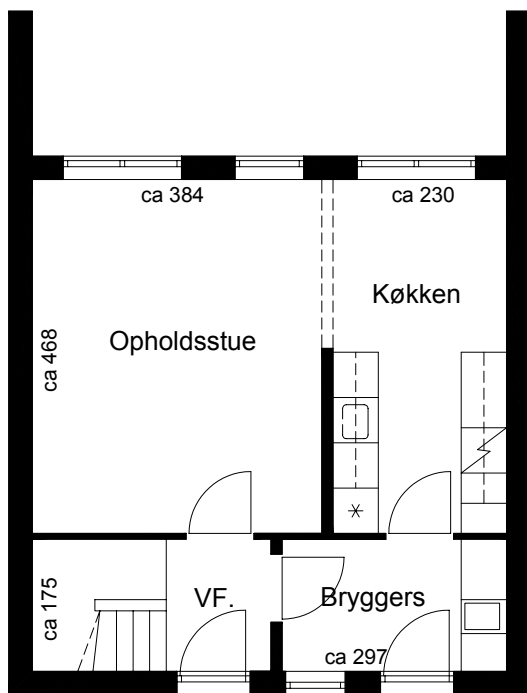 ca 384
ca 230
Køkken
Opholdsstue
ca 468
ca 175
VF.
Bryggers
ca 297